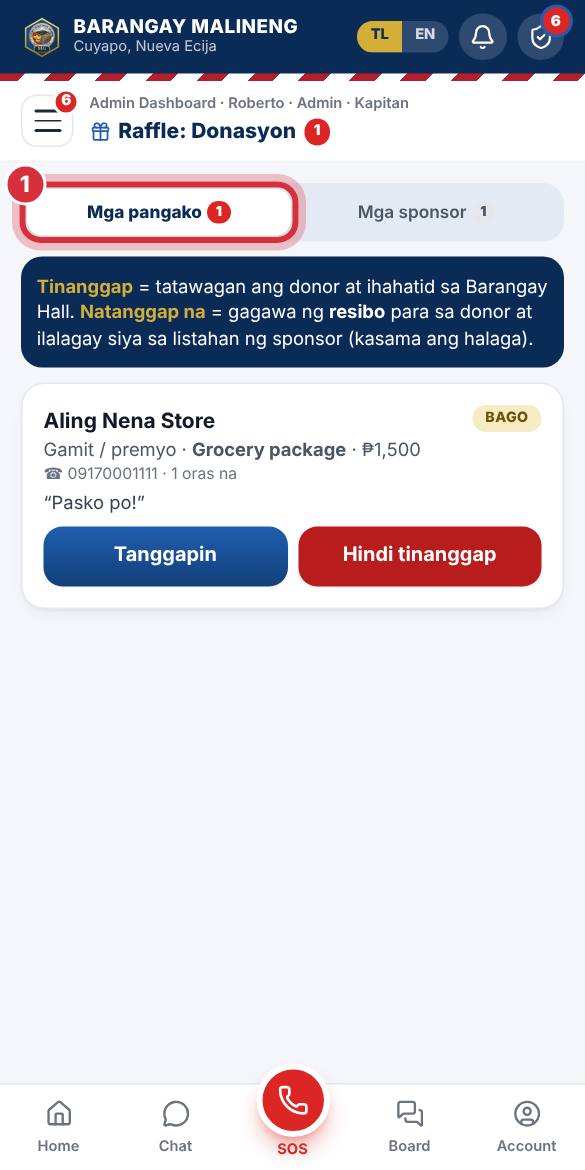 BARANGAY MALINENG
Cuyapo, Nueva Ecija
TL EN
6
6
Admin Dashboard · Roberto · Admin · Kapitan
Raffle: Donasyon 1
1
Mga pangako 1
Mga sponsor 1
Tinanggap = tatawagan ang donor at ihahatid sa Barangay
Hall. Natanggap na = gagawa ng resibo para sa donor at
ilalagay siya sa listahan ng sponsor (kasama ang halaga).
Aling Nena Store
BAGO
Gamit / premyo · Grocery package · ₱1,500
☎ 09170001111 · 1 oras na
“Pasko po!”
Tanggapin
Hindi tinanggap
Home
Chat
SOS
Board
Account